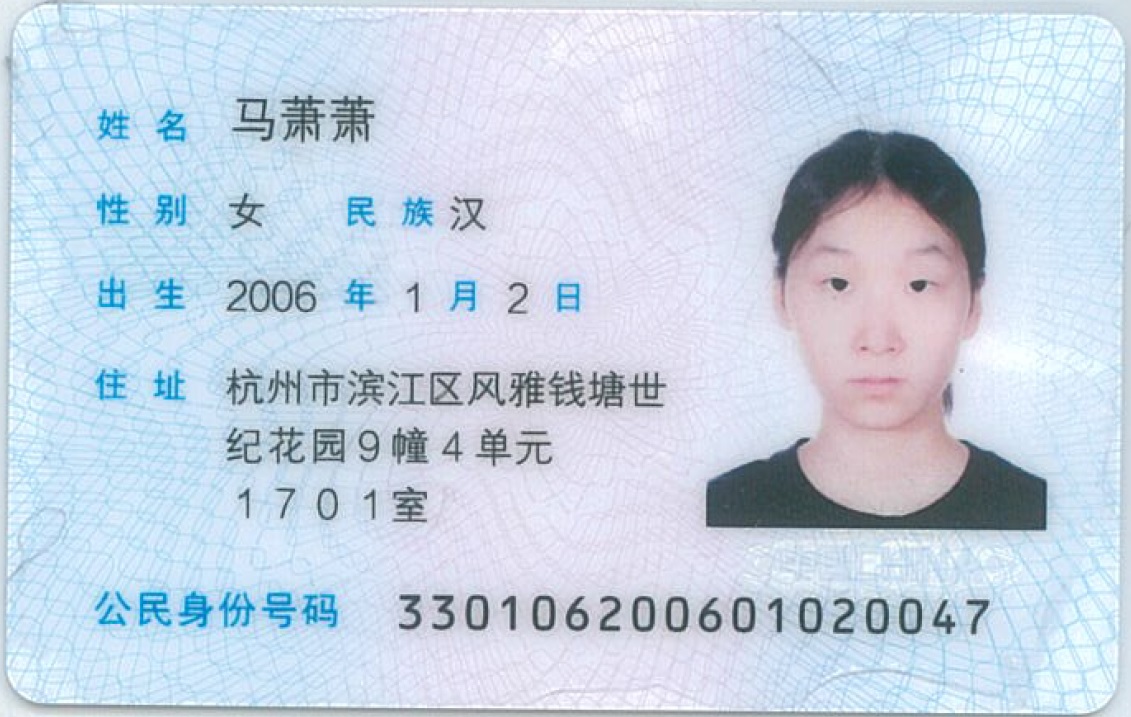 姓名 马萧萧
性别 女 民族 汉
出生 2006 年 1 月 2 日
住址 杭州市滨江区风雅钱塘世
纪花园9幢4单元
1701室
公民身份号码 330106200601020047